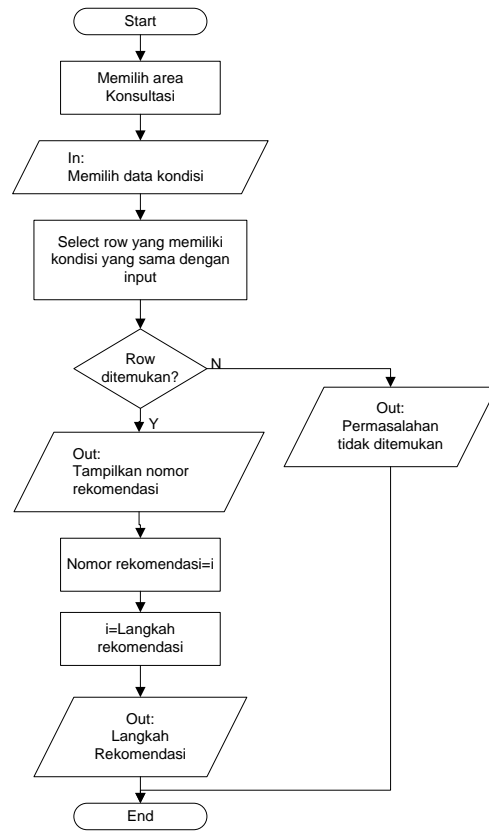 Start
Memilih area
Konsultasi
In:
Memilih data kondisi
Select row yang memiliki
kondisi yang sama dengan
input
Row
ditemukan?
N
Y
Out:
Permasalahan
tidak ditemukan
Out:
Tampilkan nomor
rekomendasi
Nomor rekomendasi=i
i=Langkah
rekomendasi
Out:
Langkah
Rekomendasi
End